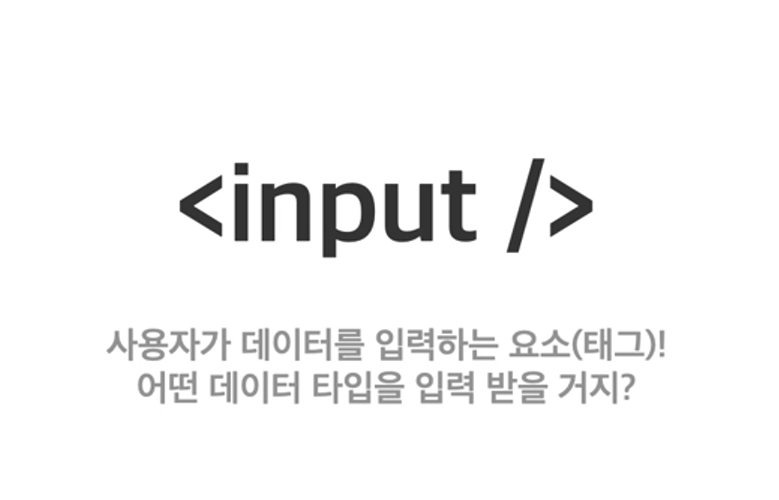 <input />
사용자가 데이터를 입력하는 요소(태그)!
어떤 데이터 타입을 입력 받을 거지?